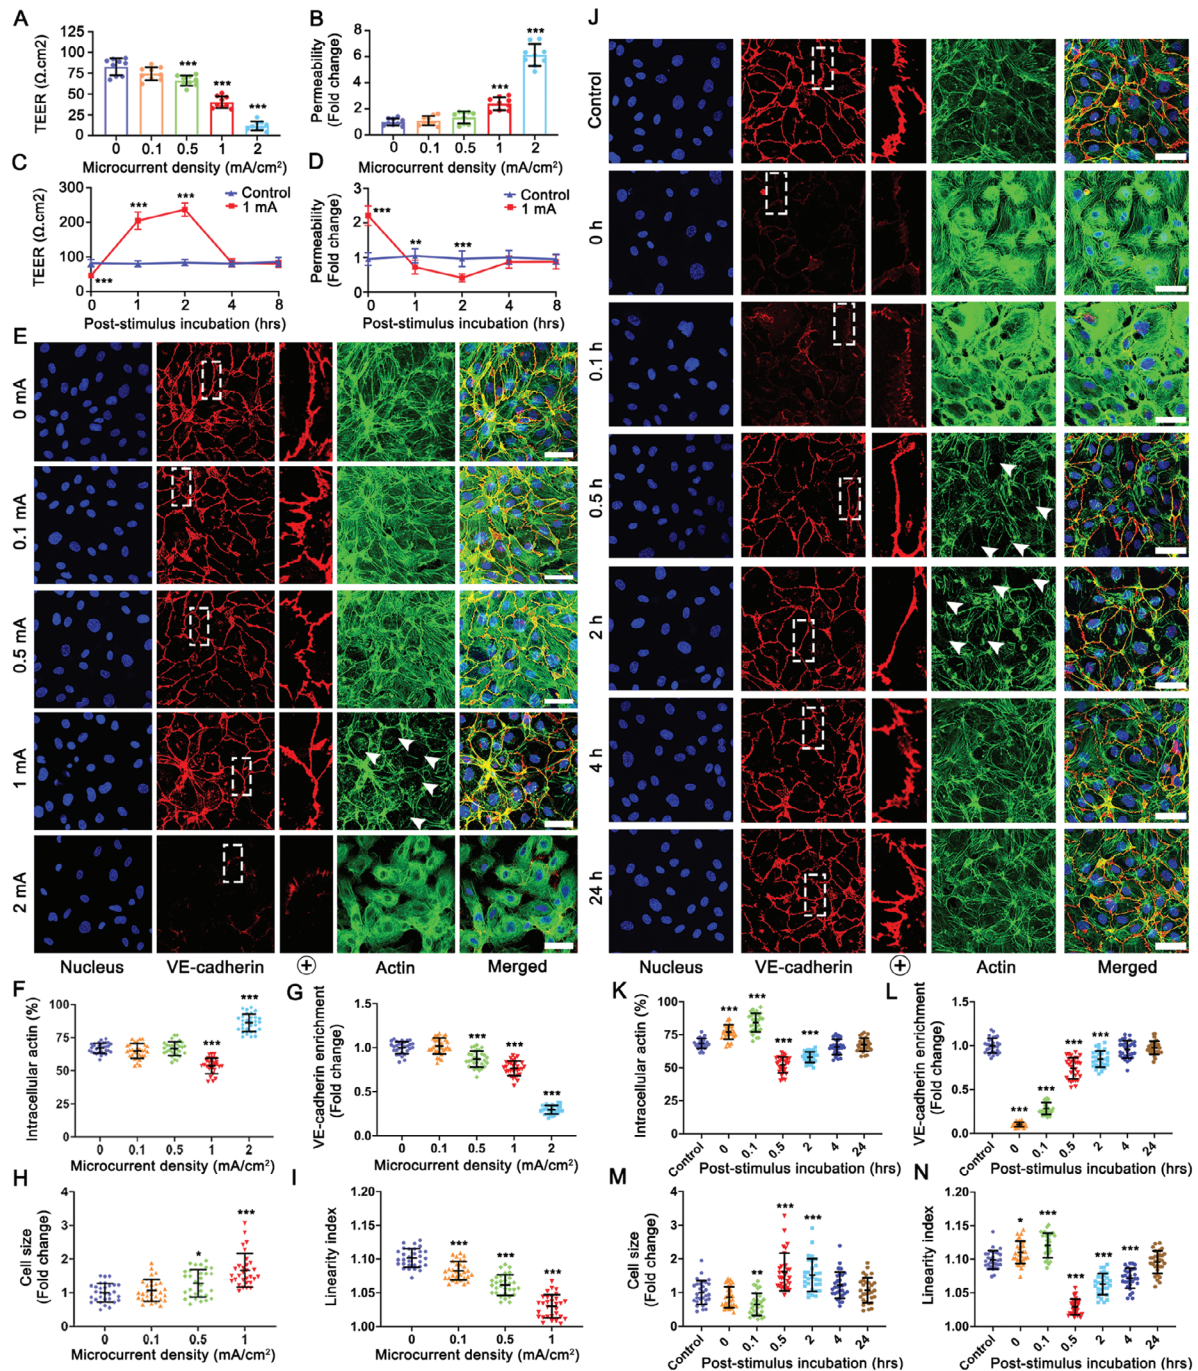 A
TEER (Ω.cm2)
125
100
75
50
25
0
***
***
***
0 0.1 0.5 1 2
Microcurrent density (mA/cm²)
B
Permeability
(Fold change)
8
6
4
2
0
***
***
0 0.1 0.5 1 2
Microcurrent density (mA/cm²)
C
TEER (Ω.cm2)
300
200
100
0
Control
1 mA
***
***
***
0 1 2 4 8
Post-stimulus incubation (hrs)
D
Permeability
(Fold change)
3
2
1
0
Control
1 mA
***
**
***
0 1 2 4 8
Post-stimulus incubation (hrs)
E
0 mA
0.1 mA
0.5 mA
1 mA
2 mA
Nucleus VE-cadherin + Actin Merged
F
Intracellular actin (%)
100
75
50
25
0
***
***
0 0.1 0.5 1 2
Microcurrent density (mA/cm²)
G
VE-cadherin enrichment
(Fold change)
1.5
1.0
0.5
0.0
***
***
***
0 0.1 0.5 1 2
Microcurrent density (mA/cm²)
H
Cell size
(Fold change)
4
3
2
1
0
*
***
0 0.1 0.5 1
Microcurrent density (mA/cm²)
I
Linearity index
1.20
1.15
1.10
1.05
1.00
***
***
***
0 0.1 0.5 1
Microcurrent density (mA/cm²)
J
Control
0 h
0.1 h
0.5 h
2 h
4 h
24 h
Nucleus VE-cadherin + Actin Merged
K
Intracellular actin (%)
100
75
50
25
0
***
***
***
***
Control 0 0.1 0.5 2 4 24
Post-stimulus incubation (hrs)
L
VE-cadherin enrichment
(Fold change)
1.5
1.0
0.5
0.0
***
***
***
***
Control 0 0.1 0.5 2 4 24
Post-stimulus incubation (hrs)
M
Cell size
(Fold change)
4
3
2
1
0
**
***
***
Control 0 0.1 0.5 2 4 24
Post-stimulus incubation (hrs)
N
Linearity index
1.20
1.15
1.10
1.05
1.00
*
***
***
***
***
Control 0 0.1 0.5 2 4 24
Post-stimulus incubation (hrs)